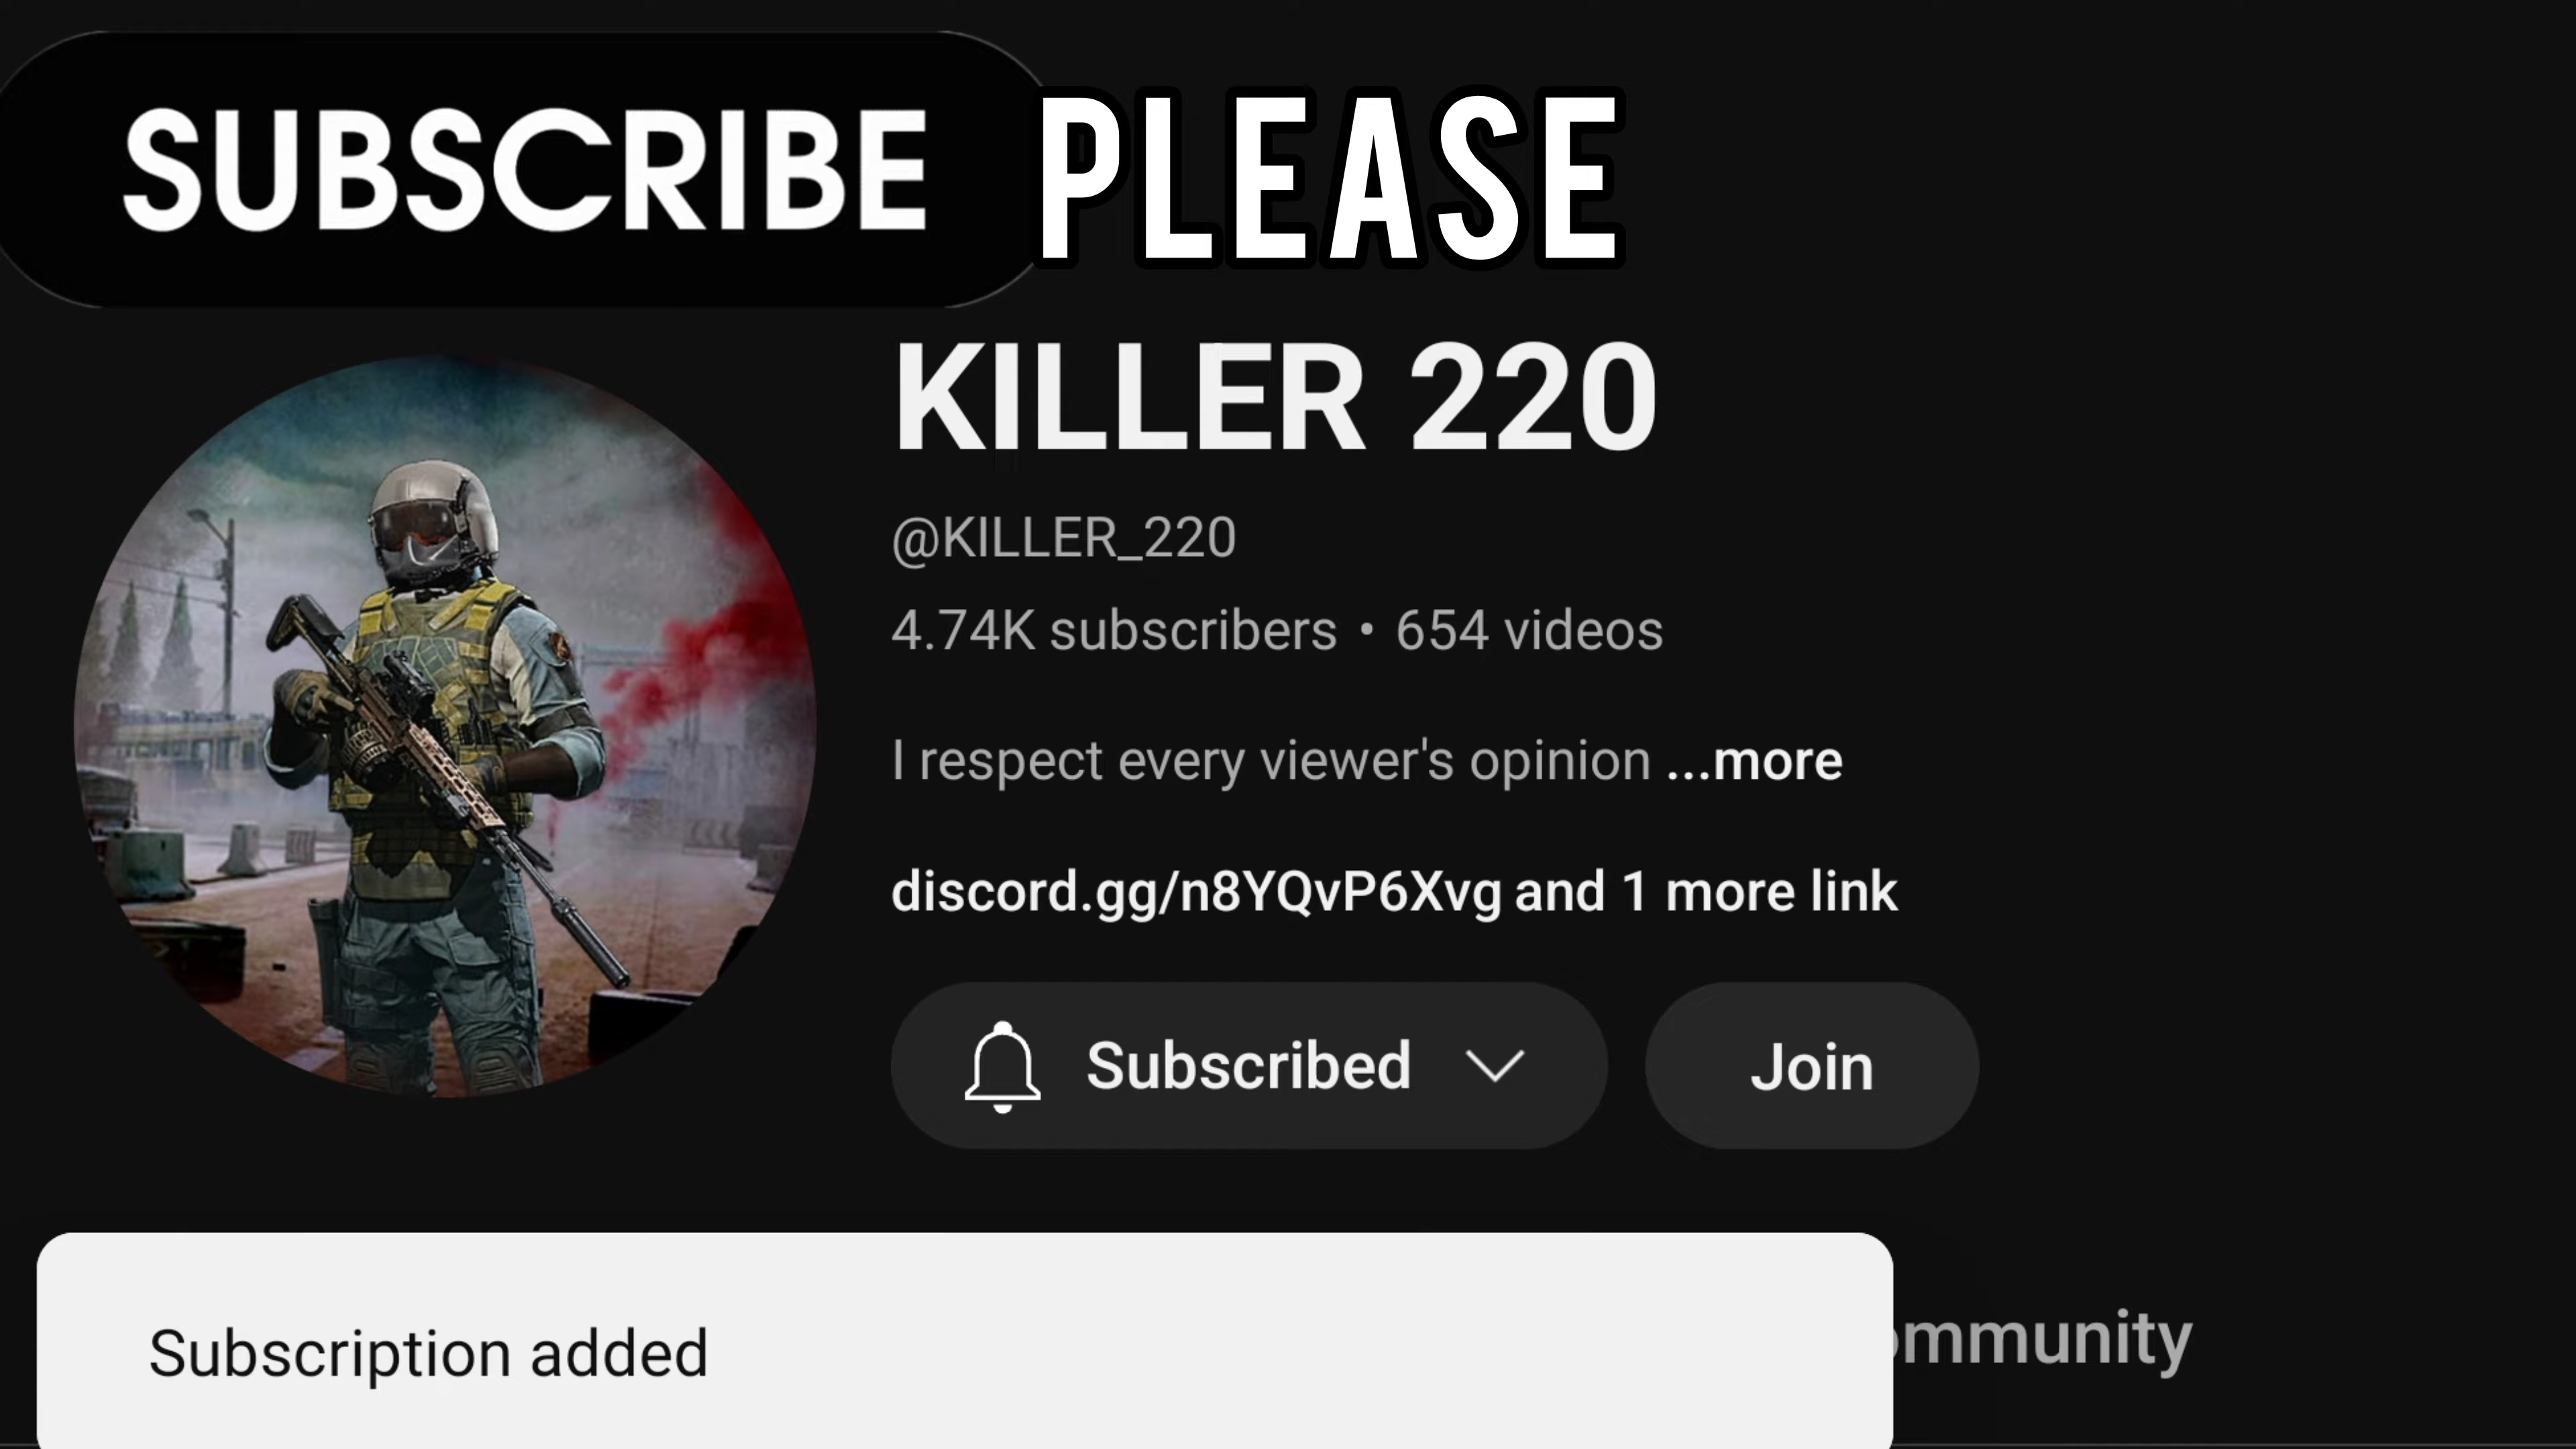 SUBSCRIBE PLEASE
KILLER 220
@KILLER_220
4.74K subscribers • 654 videos
I respect every viewer's opinion ...more
discord.gg/n8YQvP6Xvg and 1 more link
Subscribed Join
Subscription added